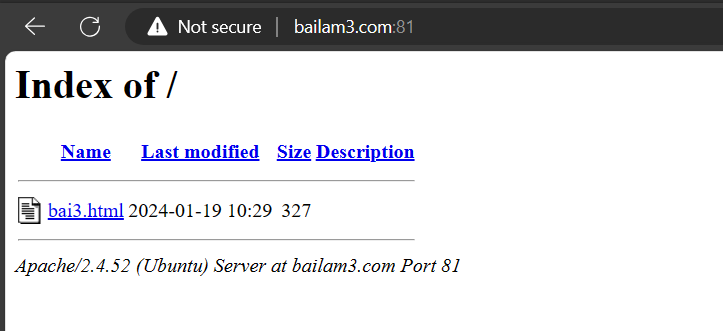 Not secure | bailam3.com:81
Index of /
Name Last modified Size Description
bai3.html 2024-01-19 10:29 327
Apache/2.4.52 (Ubuntu) Server at bailam3.com Port 81